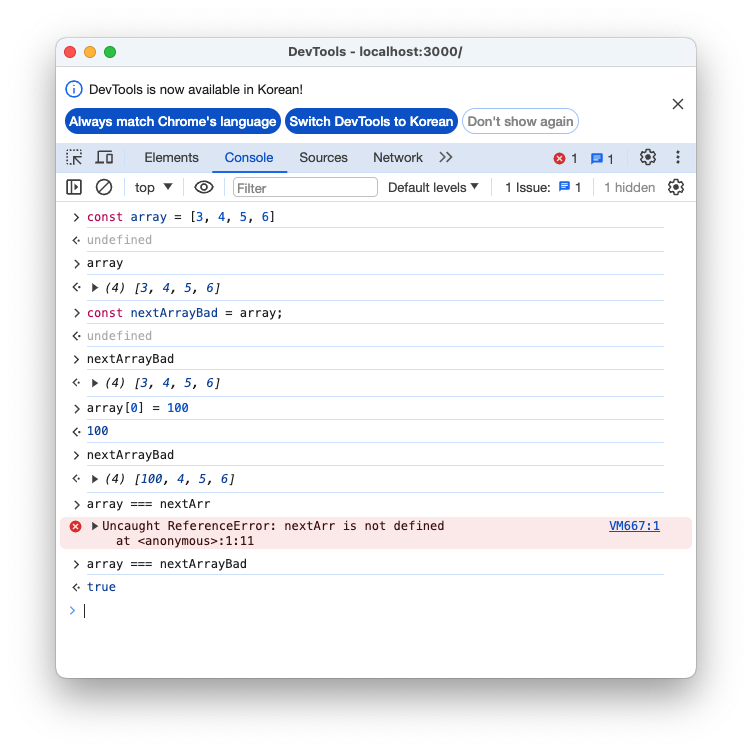 DevTools - localhost:3000/
DevTools is now available in Korean!
Always match Chrome's language Switch DevTools to Korean Don't show again
Elements Console Sources Network 1 1
top Filter Default levels 1 Issue: 1 1 hidden
const array = [3, 4, 5, 6]
undefined
array
(4) [3, 4, 5, 6]
const nextArrayBad = array;
undefined
nextArrayBad
(4) [3, 4, 5, 6]
array[0] = 100
100
nextArrayBad
(4) [100, 4, 5, 6]
array === nextArr
Uncaught ReferenceError: nextArr is not defined VM667:1
at <anonymous>:1:11
array === nextArrayBad
true